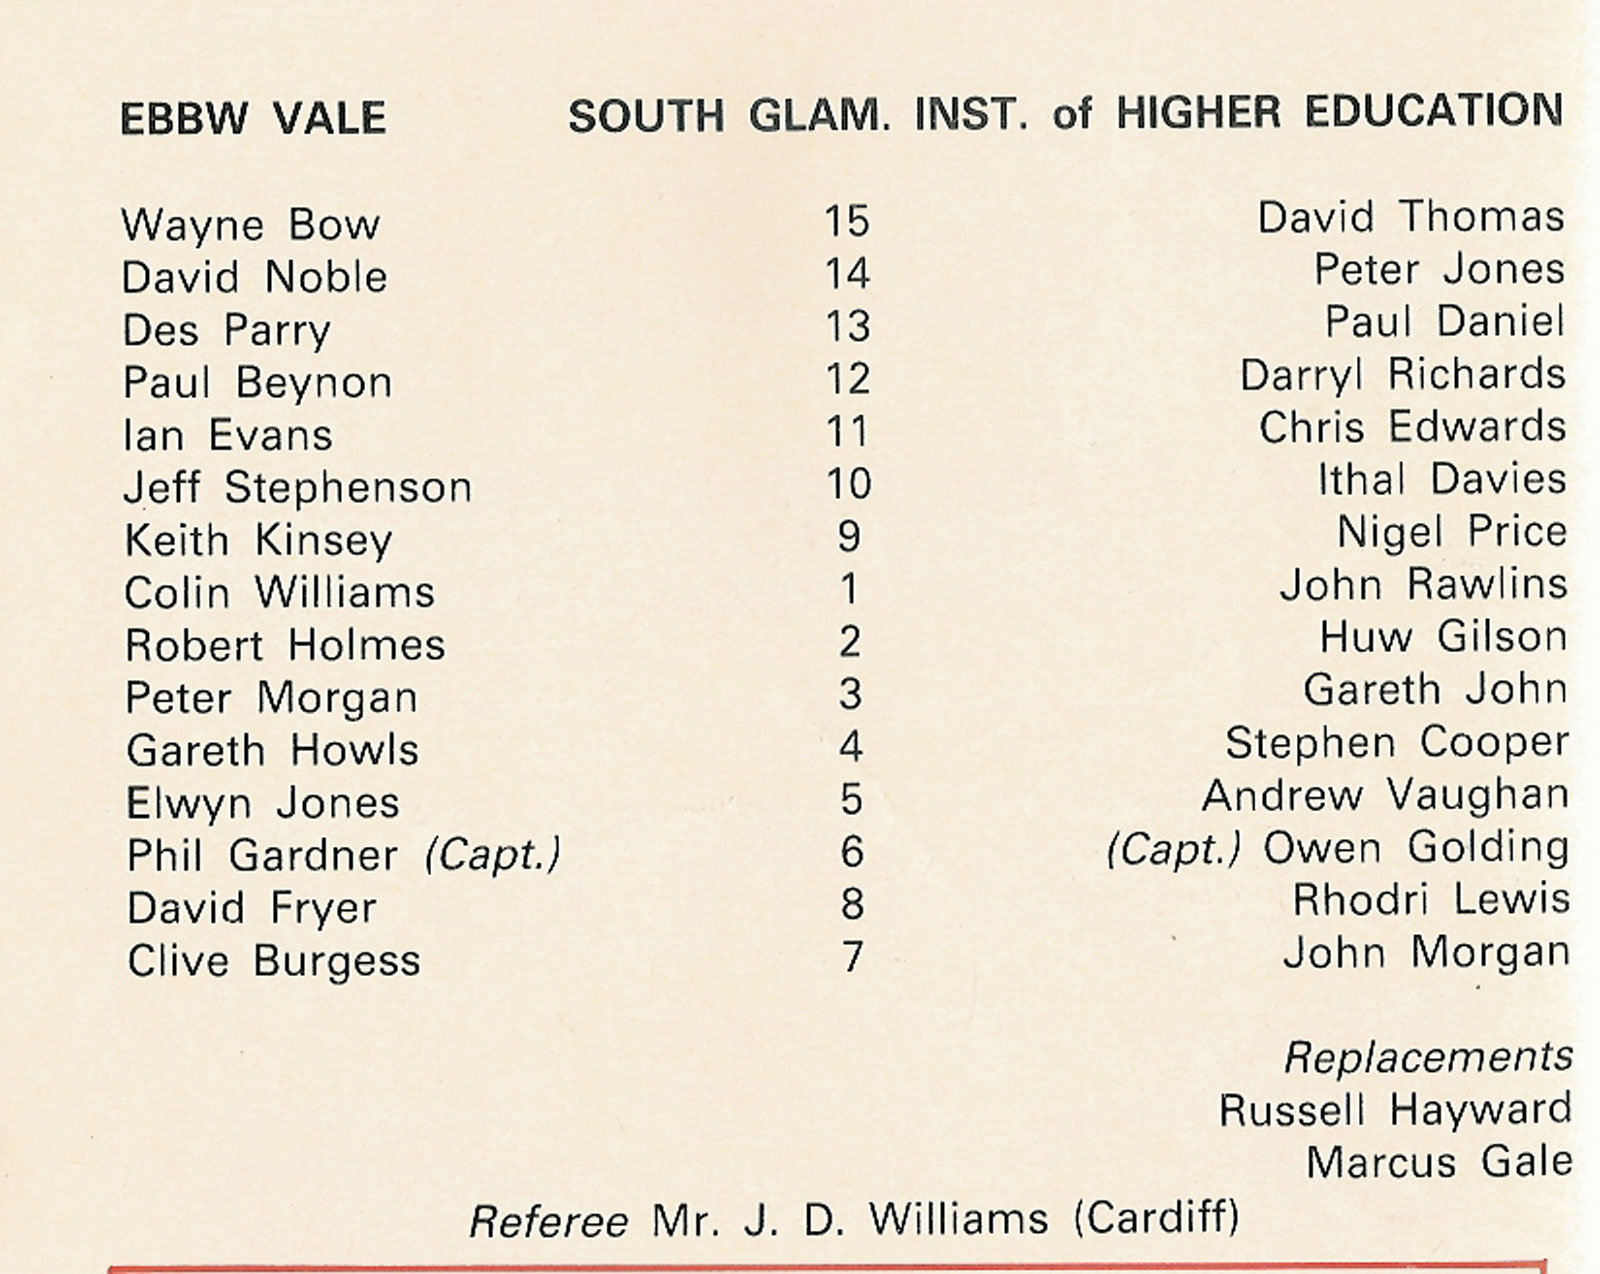 EBBW VALE SOUTH GLAM. INST. of HIGHER EDUCATION
Wayne Bow 15 David Thomas
David Noble 14 Peter Jones
Des Parry 13 Paul Daniel
Paul Beynon 12 Darryl Richards
Ian Evans 11 Chris Edwards
Jeff Stephenson 10 Ithal Davies
Keith Kinsey 9 Nigel Price
Colin Williams 1 John Rawlins
Robert Holmes 2 Huw Gilson
Peter Morgan 3 Gareth John
Gareth Howls 4 Stephen Cooper
Elwyn Jones 5 Andrew Vaughan
Phil Gardner (Capt.) 6 (Capt.) Owen Golding
David Fryer 8 Rhodri Lewis
Clive Burgess 7 John Morgan
Replacements
Russell Hayward
Marcus Gale
Referee Mr. J. D. Williams (Cardiff)